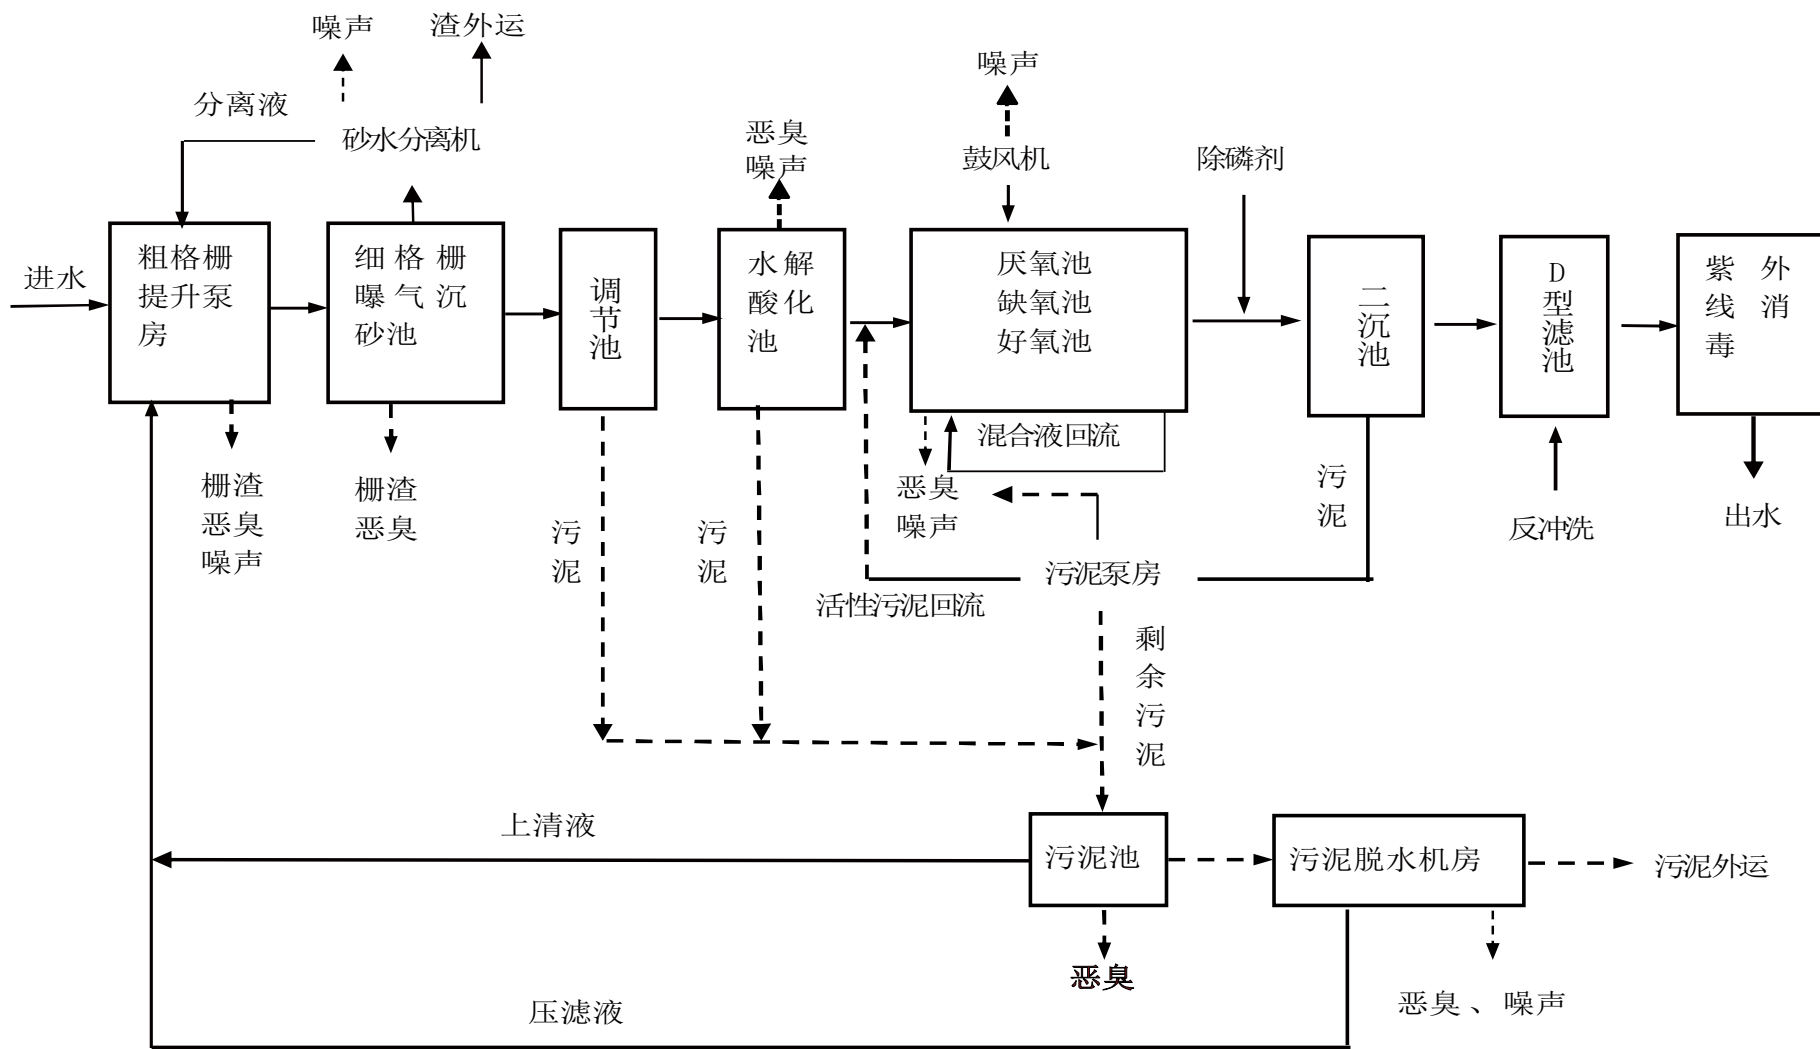 噪声
渣外运
分离液
砂水分离机
噪声
鼓风机
恶臭
噪声
除磷剂
进水
粗格栅
提升泵
房
细格栅
曝气沉
砂池
调
节
池
水解
酸化
池
厌氧池
缺氧池
好氧池
二
沉
池
D
型
滤
池
紫外
线消
毒
混合液回流
栅渣
恶臭
噪声
栅渣
恶臭
污
泥
污
泥
恶臭
噪声
污
泥
反冲洗
出水
污泥泵房
活性污泥回流
剩
余
污
泥
上清液
污泥池
污泥脱水机房
污泥外运
恶臭
恶臭、噪声
压滤液